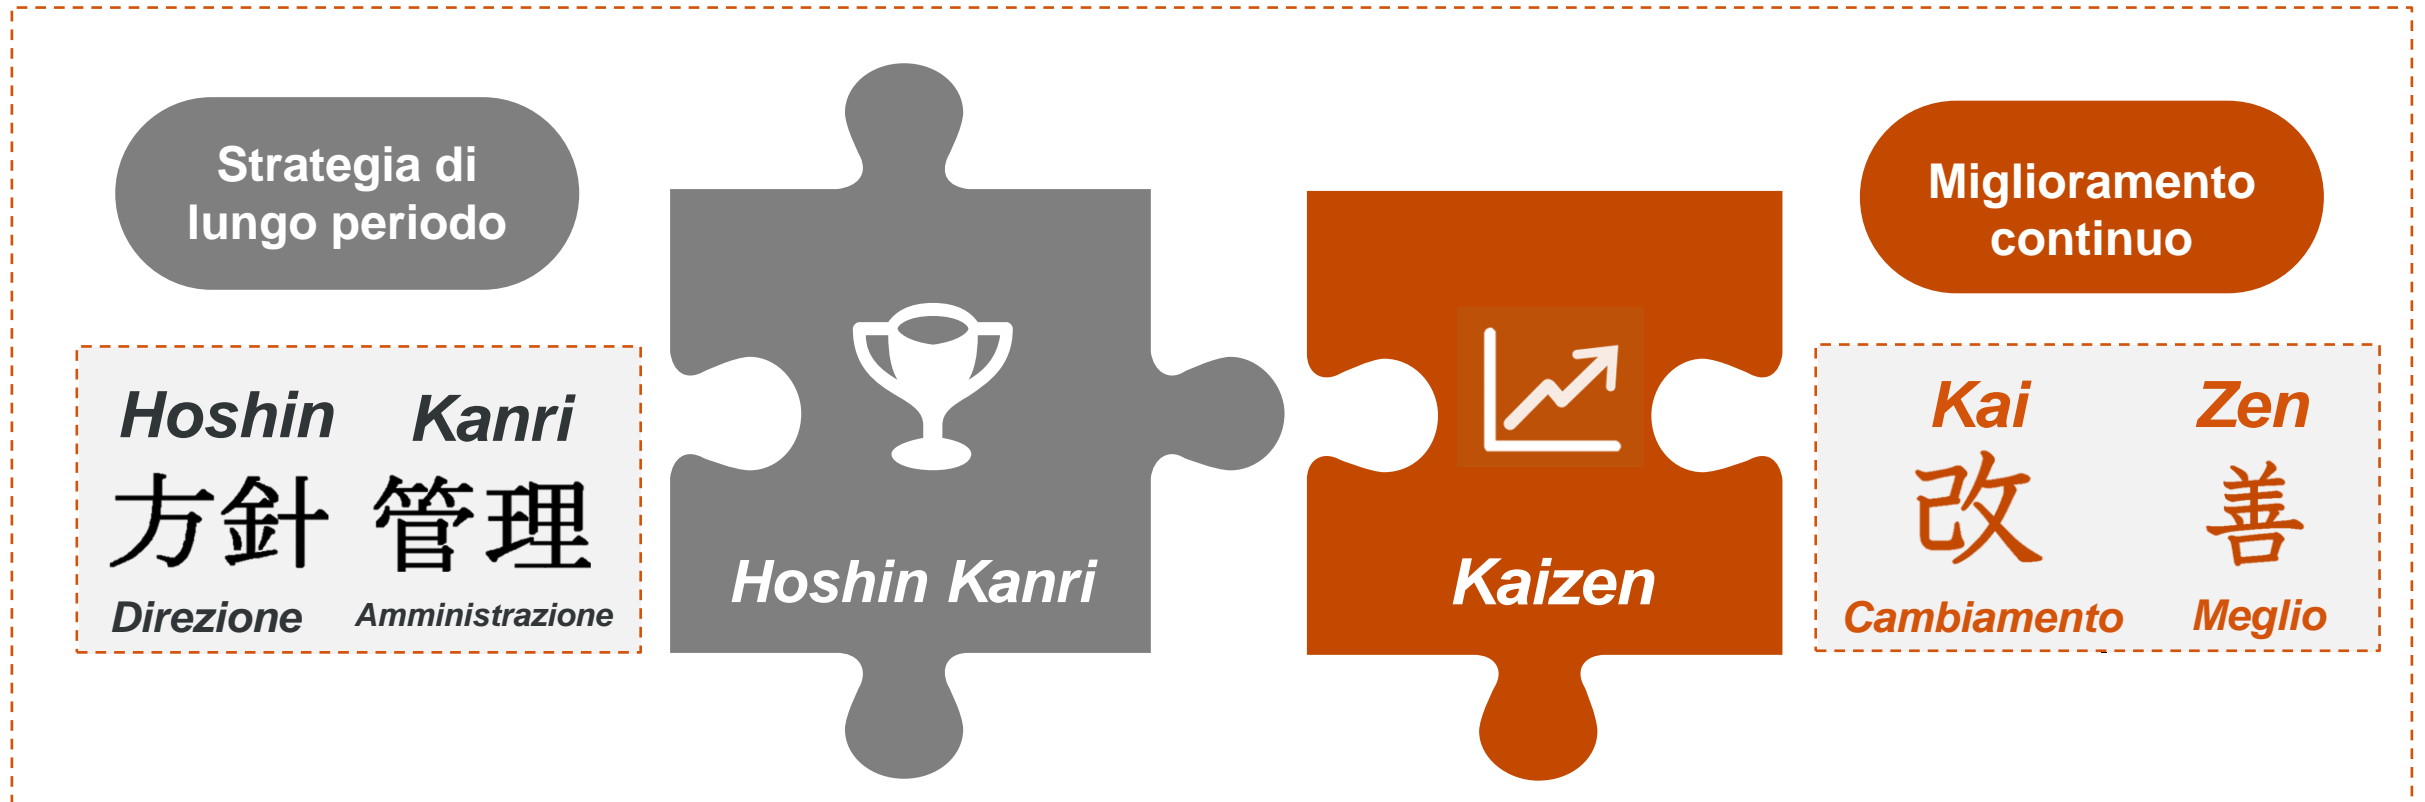 Strategia di
lungo periodo
Hoshin Kanri
方針 管理
Direzione Amministrazione
Hoshin Kanri
Kaizen
Miglioramento
continuo
Kai Zen
改 善
Cambiamento Meglio